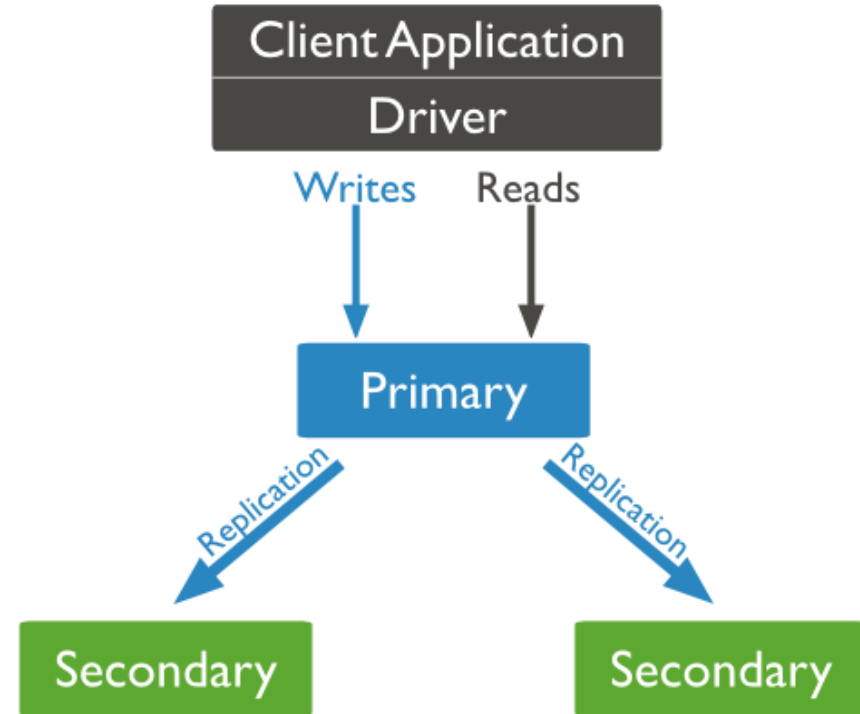 Client Application
Driver
Writes
Reads
Primary
Replication
Replication
Secondary
Secondary